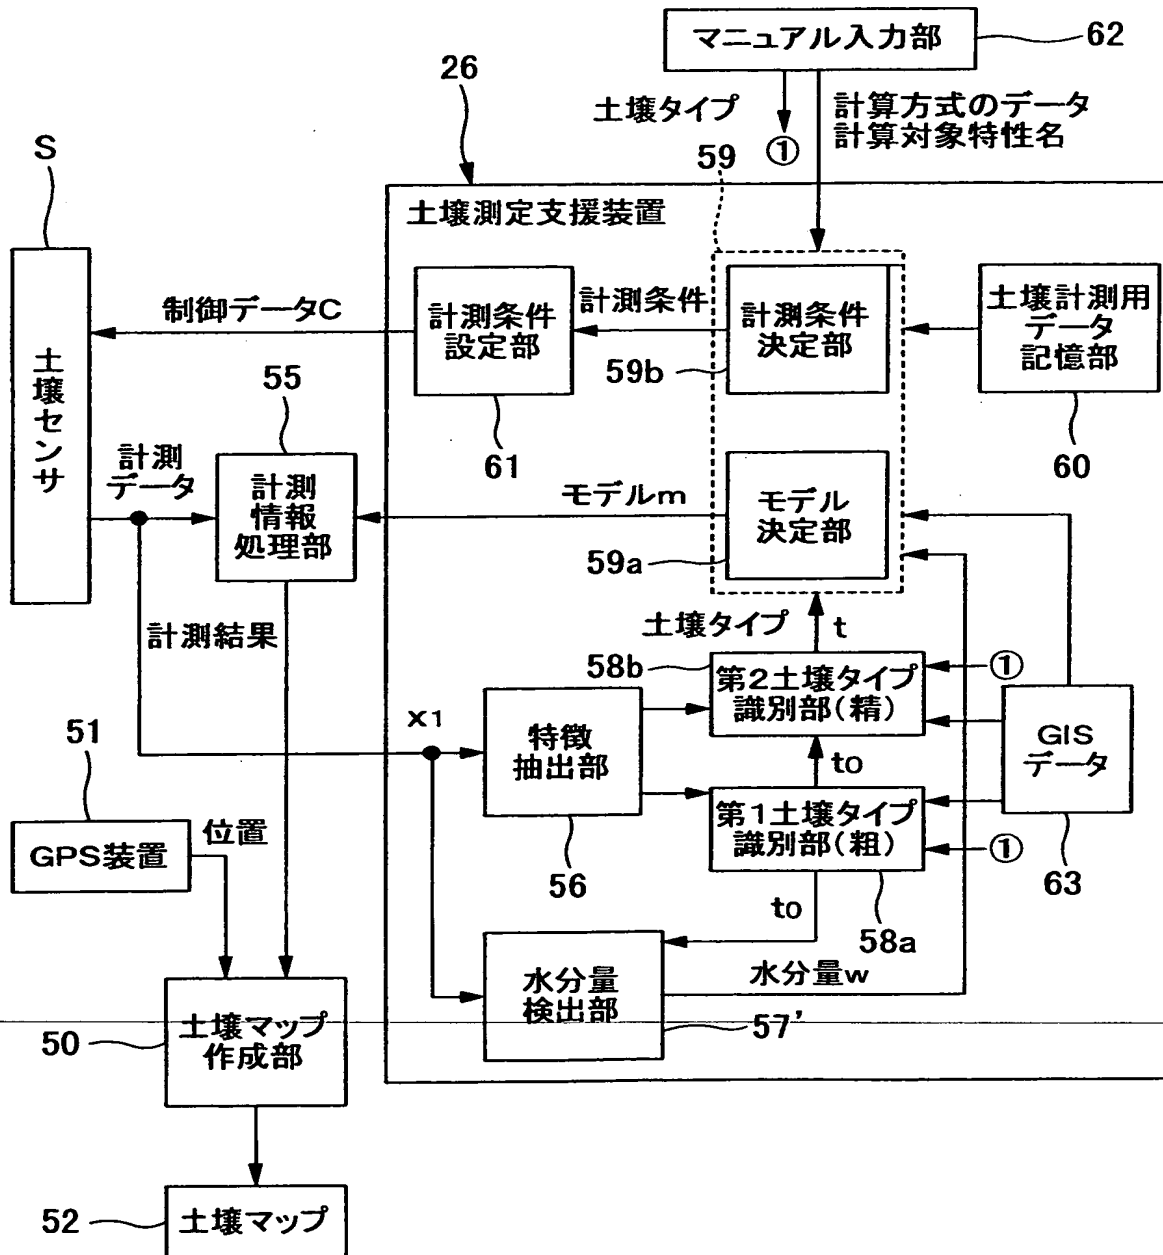 マニュアル入力部
62
26
土壌タイプ
①
計算方式のデータ
計算対象特性名
S
59
土壌測定支援装置
土壌センサ
制御データC
計測条件
設定部
計測条件
計測条件
決定部
土壌計測用
データ
記憶部
59b
55
61
60
計測
データ
計測
情報
処理部
モデルm
モデル
決定部
59a
計測結果
土壌タイプ
t
58b
第2土壌タイプ
識別部(精)
①
51
x1
特徴
抽出部
to
GIS
データ
GPS装置
位置
第1土壌タイプ
識別部(粗)
①
56
63
to
58a
水分量
検出部
水分量w
57'
50
土壌マップ
作成部
52
土壌マップ